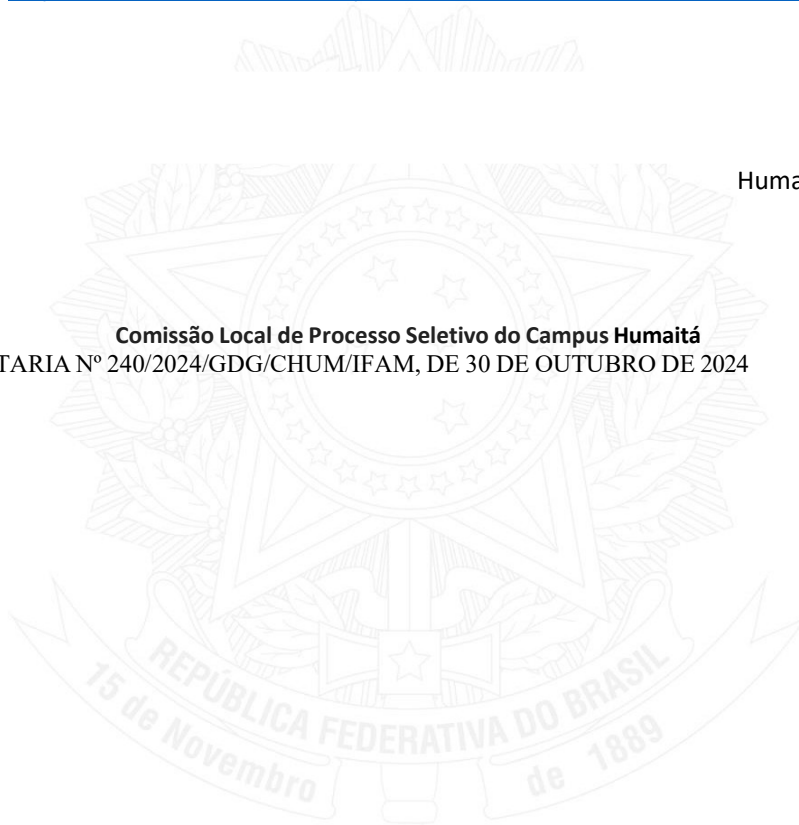 Huma
Comissão Local de Processo Seletivo do Campus Humaitá
TARIA Nº 240/2024/GDG/CHUM/IFAM, DE 30 DE OUTUBRO DE 2024
REPÚBLICA FEDERATIVA DO BRASIL
15 de Novembro de 1889